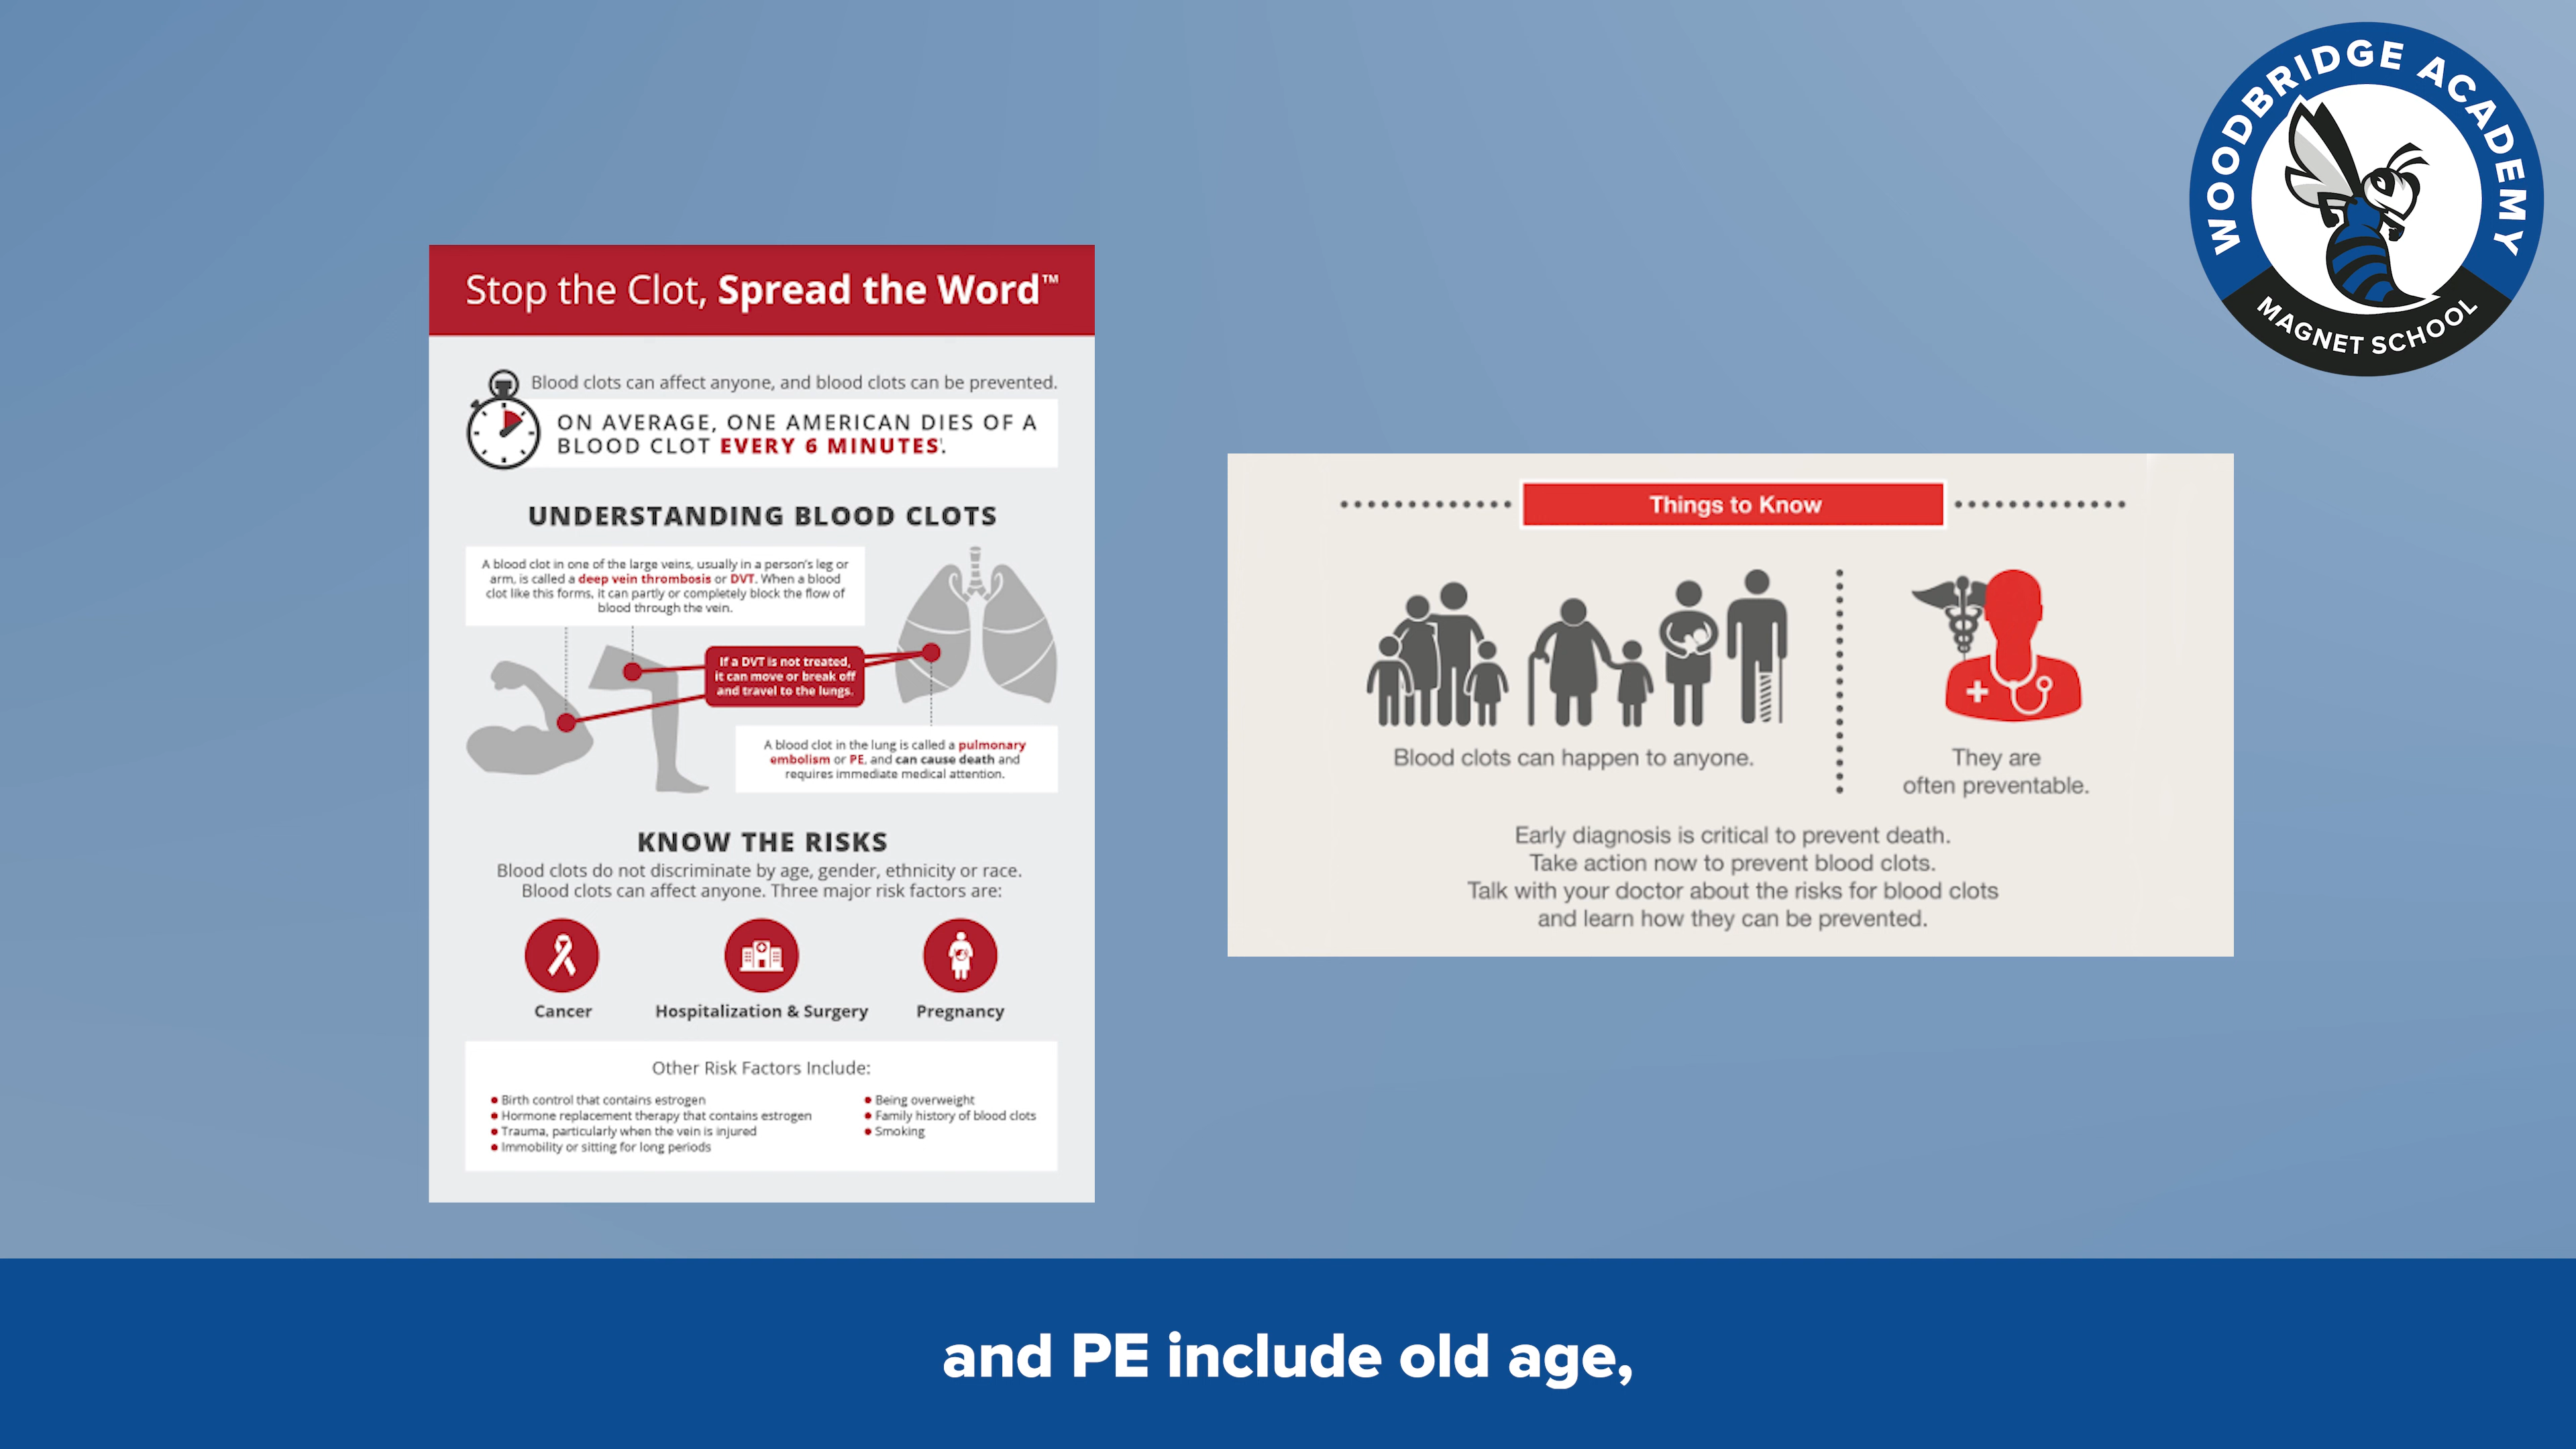 WOODBRIDGE ACADEMY
MAGNET SCHOOL
Stop the Clot, Spread the Word™
Blood clots can affect anyone, and blood clots can be prevented.
ON AVERAGE, ONE AMERICAN DIES OF A
BLOOD CLOT EVERY 6 MINUTES¹.
UNDERSTANDING BLOOD CLOTS
A blood clot in one of the large veins, usually in a person's leg or
arm, is called a deep vein thrombosis or DVT. When a blood
clot like this forms, it can partly or completely block the flow of
blood through the vein.
If a DVT is not treated,
it can move or break off
and travel to the lungs.
A blood clot in the lung is called a pulmonary
embolism or PE, and can cause death and
requires immediate medical attention.
KNOW THE RISKS
Blood clots do not discriminate by age, gender, ethnicity or race.
Blood clots can affect anyone. Three major risk factors are:
Cancer
Hospitalization & Surgery
Pregnancy
Other Risk Factors Include:
• Birth control that contains estrogen
• Hormone replacement therapy that contains estrogen
• Trauma, particularly when the vein is injured
• Immobility or sitting for long periods
• Being overweight
• Family history of blood clots
• Smoking
Things to Know
Blood clots can happen to anyone.
They are
often preventable.
Early diagnosis is critical to prevent death.
Take action now to prevent blood clots.
Talk with your doctor about the risks for blood clots
and learn how they can be prevented.
and PE include old age,